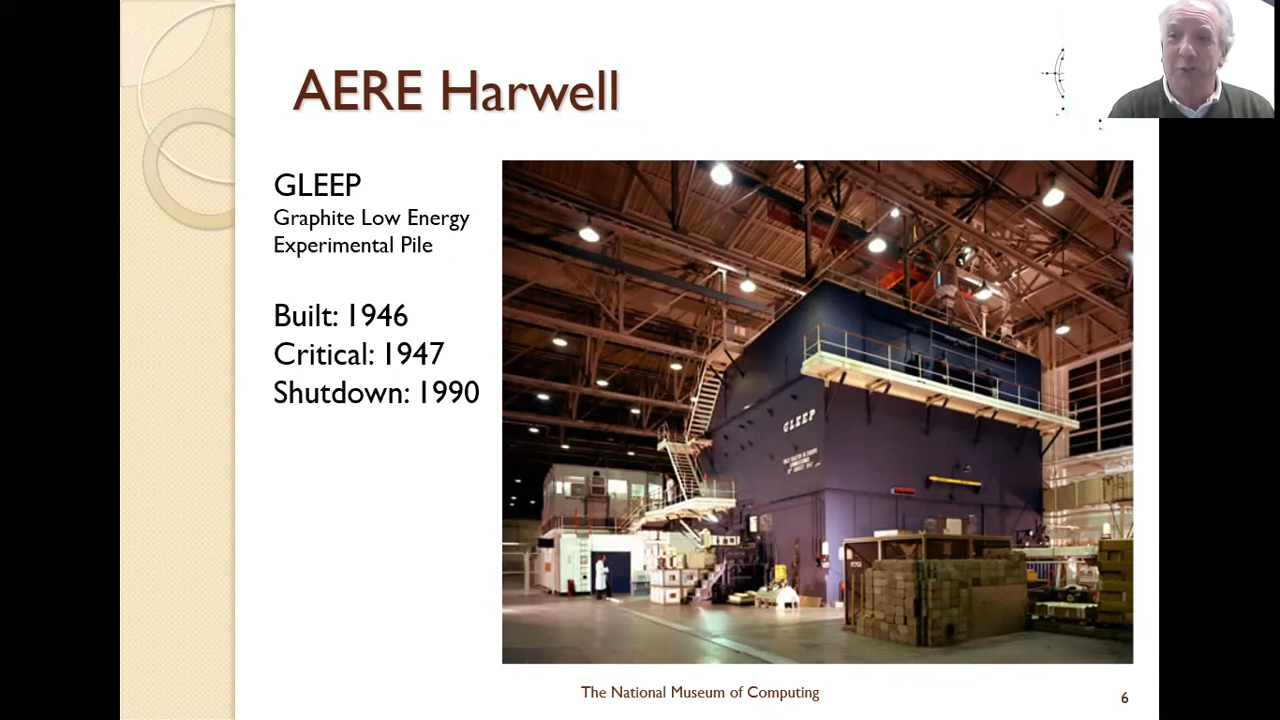 AERE Harwell
GLEEP
Graphite Low Energy
Experimental Pile
Built: 1946
Critical: 1947
Shutdown: 1990
GLEEP
The National Museum of Computing
6